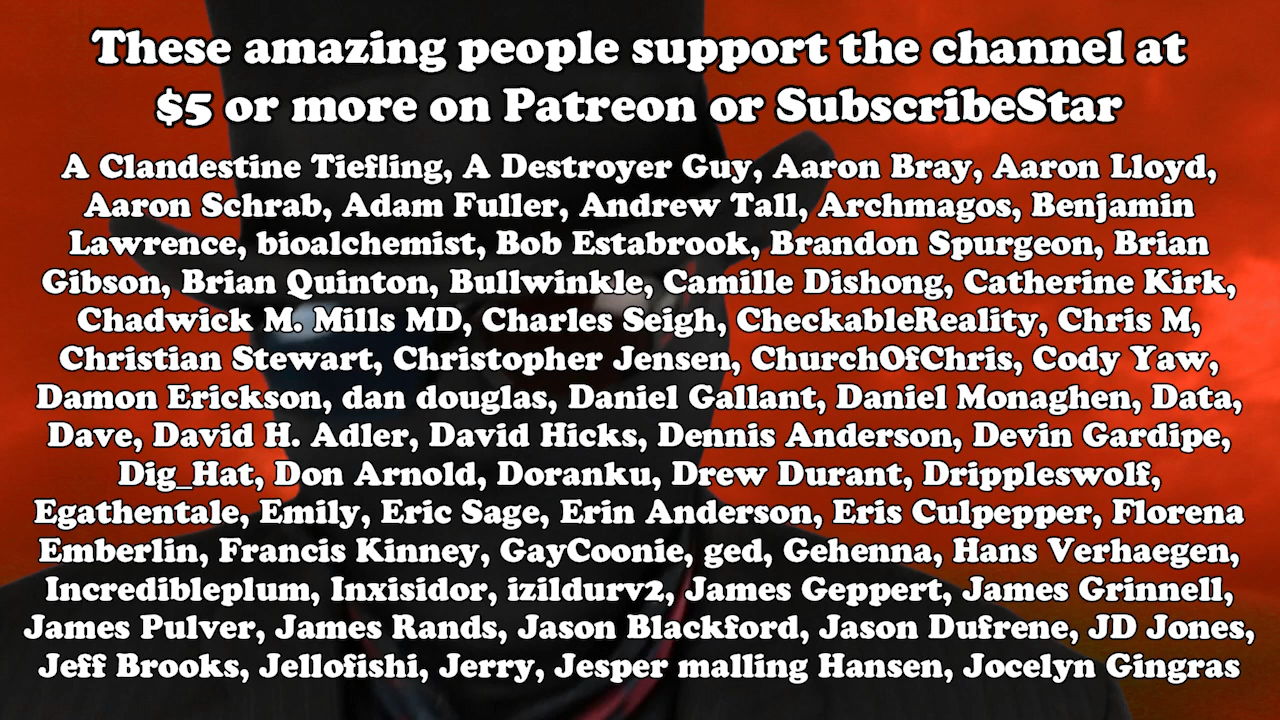 These amazing people support the channel at
$5 or more on Patreon or SubscribeStar
A Clandestine Tiefling, A Destroyer Guy, Aaron Bray, Aaron Lloyd,
Aaron Schrab, Adam Fuller, Andrew Tall, Archmagos, Benjamin
Lawrence, bioalchemist, Bob Estabrook, Brandon Spurgeon, Brian
Gibson, Brian Quinton, Bullwinkle, Camille Dishong, Catherine Kirk,
Chadwick M. Mills MD, Charles Seigh, CheckableReality, Chris M,
Christian Stewart, Christopher Jensen, ChurchOfChris, Cody Yaw,
Damon Erickson, dan douglas, Daniel Gallant, Daniel Monaghen, Data,
Dave, David H. Adler, David Hicks, Dennis Anderson, Devin Gardipe,
Dig_Hat, Don Arnold, Doranku, Drew Durant, Drippleswolf,
Egathentale, Emily, Eric Sage, Erin Anderson, Eris Culpepper, Florena
Emberlin, Francis Kinney, GayCoonie, ged, Gehenna, Hans Verhaegen,
Incredibleplum, Inxisidor, izildurv2, James Geppert, James Grinnell,
James Pulver, James Rands, Jason Blackford, Jason Dufrene, JD Jones,
Jeff Brooks, Jellofishi, Jerry, Jesper malling Hansen, Jocelyn Gingras